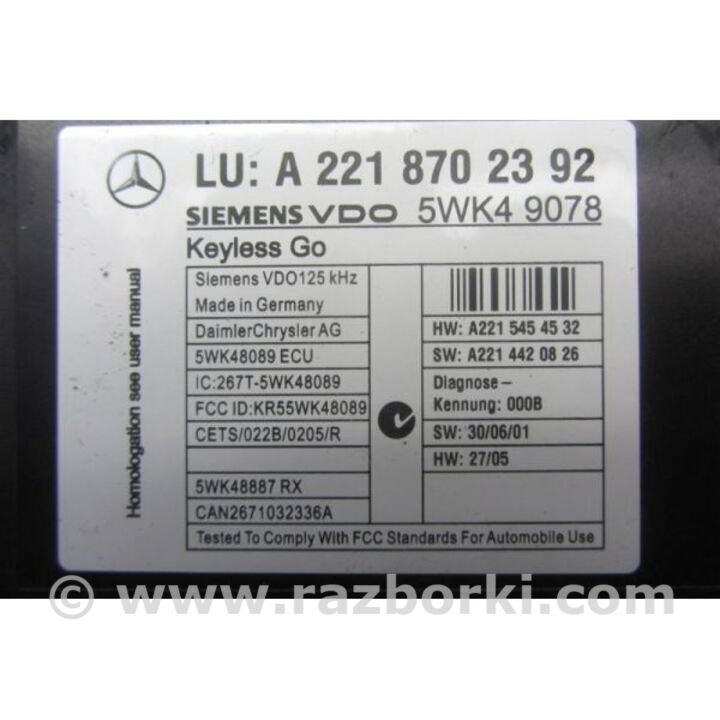 LU: A 221 870 23 92
SIEMENS VDO 5WK4 9078
Keyless Go
Siemens VDO125 kHz
Made in Germany
DaimlerChrysler AG
5WK48089 ECU
IC:267T-5WK48089
FCC ID:KR55WK48089
CETS/022B/0205/R
5WK48887 RX
CAN2671032336A
HW: A221 545 45 32
SW: A221 442 08 26
Diagnose –
Kennung: 000B
SW: 30/06/01
HW: 27/05
Tested To Comply With FCC Standards For Automobile Use
Homologation see user manual
© www.razborki.com